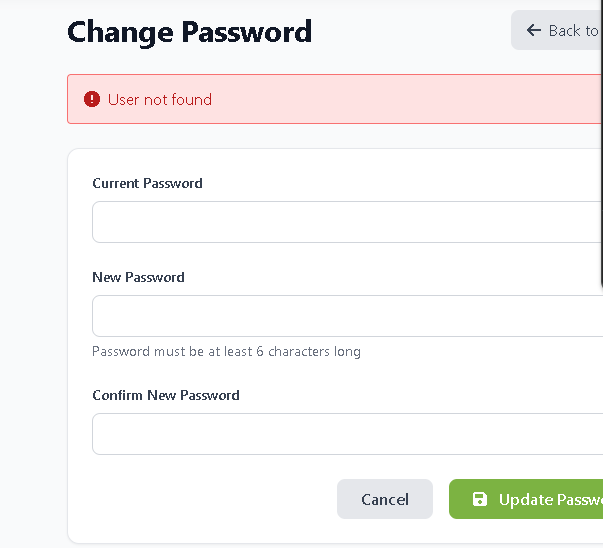 Change Password
Back to
User not found
Current Password
New Password
Password must be at least 6 characters long
Confirm New Password
Cancel
Update